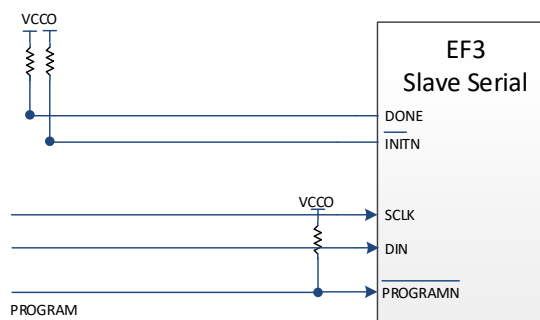 VCCO
EF3
Slave Serial
DONE
INITN
VCCO
SCLK
DIN
PROGRAMN
PROGRAM